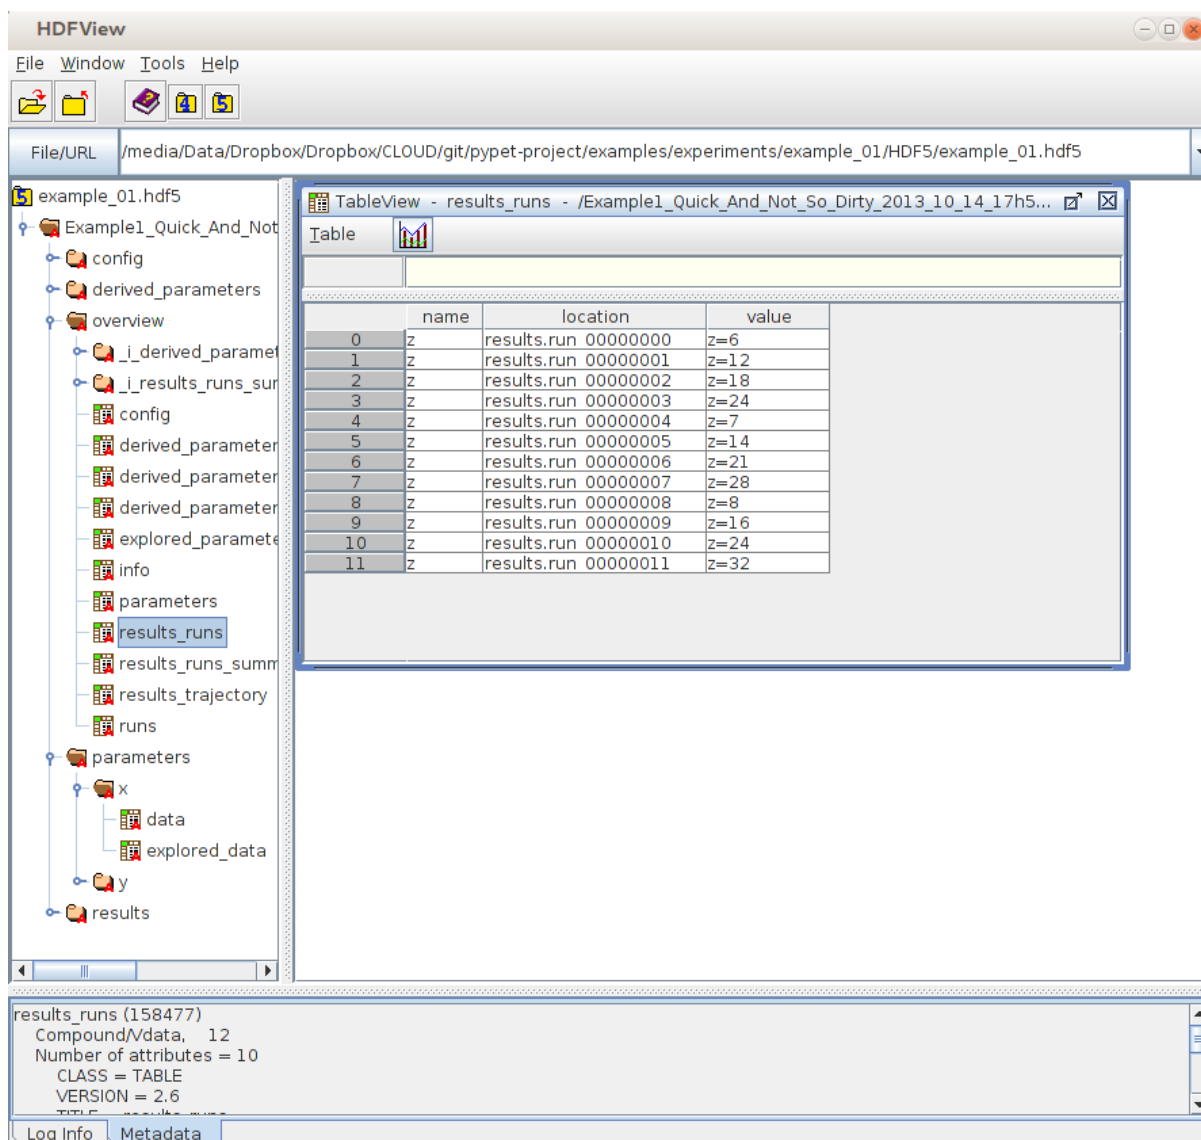 HDFView
File Window Tools Help
File/URL /media/Data/Dropbox/Dropbox/CLOUD/git/pypet-project/examples/experiments/example_01/HDF5/example_01.hdf5
example_01.hdf5
Example1_Quick_And_Not
config
derived_parameters
overview
_i_derived_paramet
_i_results_runs_sur
config
derived_parameter
derived_parameter
derived_parameter
explored_paramete
info
parameters
results_runs
results_runs_summ
results_trajectory
runs
parameters
x
data
explored_data
y
results
TableView - results_runs - /Example1_Quick_And_Not_So_Dirty_2013_10_14_17h5...
Table
name location value
0 z results.run_00000000 z=6
1 z results.run_00000001 z=12
2 z results.run_00000002 z=18
3 z results.run_00000003 z=24
4 z results.run_00000004 z=7
5 z results.run_00000005 z=14
6 z results.run_00000006 z=21
7 z results.run_00000007 z=28
8 z results.run_00000008 z=8
9 z results.run_00000009 z=16
10 z results.run_00000010 z=24
11 z results.run_00000011 z=32
results_runs (158477)
Compound/Vdata, 12
Number of attributes = 10
CLASS = TABLE
VERSION = 2.6
TITLE = results_runs
Log Info Metadata